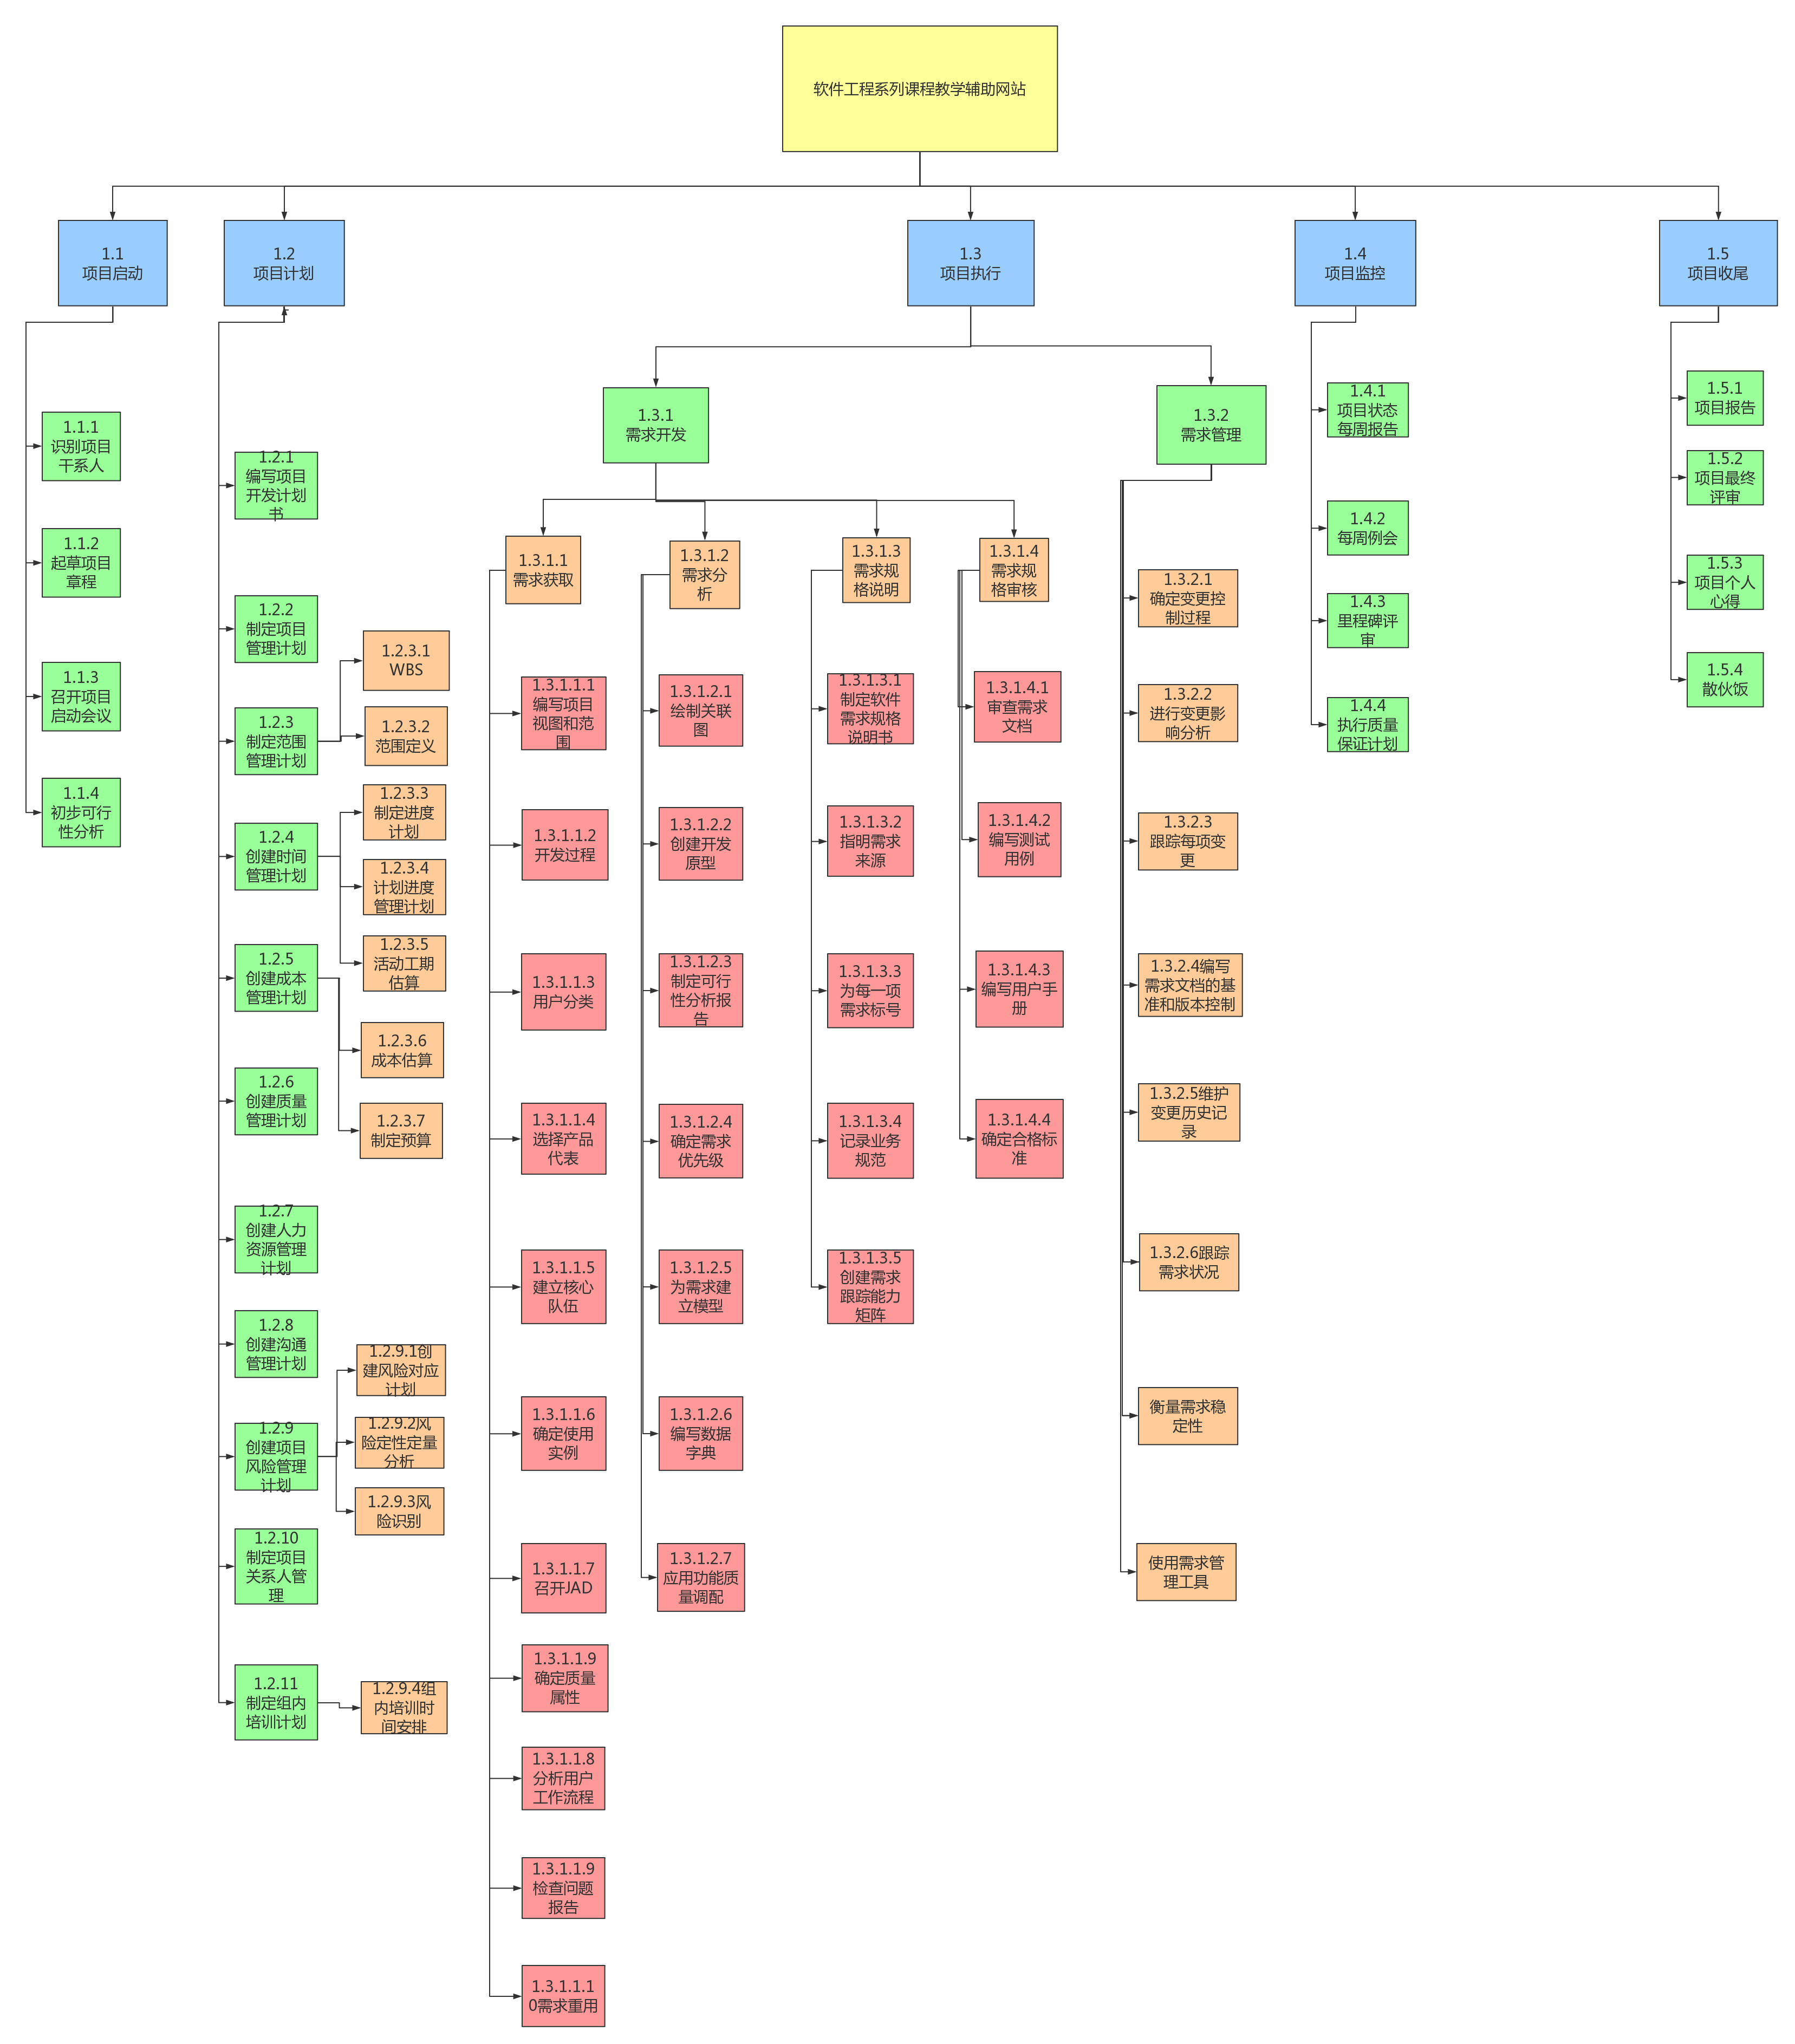 软件工程系列课程教学辅助网站
1.1
项目启动
1.2
项目计划
1.3
项目执行
1.4
项目监控
1.5
项目收尾
1.1.1
识别项目
干系人
1.1.2
起草项目
章程
1.1.3
召开项目
启动会议
1.1.4
初步可行
性分析
1.2.1
编写项目
开发计划
书
1.2.2
制定项目
管理计划
1.2.3
制定范围
管理计划
1.2.3.1
WBS
1.2.3.2
范围定义
1.2.4
创建时间
管理计划
1.2.3.3
制定进度
计划
1.2.3.4
计划进度
管理计划
1.2.3.5
活动工期
估算
1.2.5
创建成本
管理计划
1.2.3.6
成本估算
1.2.3.7
制定预算
1.2.6
创建质量
管理计划
1.2.7
创建人力
资源管理
计划
1.2.8
创建沟通
管理计划
1.2.9
创建项目
风险管理
计划
1.2.9.1创
建风险对应
计划
1.2.9.2风
险定性定量
分析
1.2.9.3风
险识别
1.2.10
制定项目
关系人管
理
1.2.11
制定组内
培训计划
1.2.9.4组
内培训时
间安排
1.3.1
需求开发
1.3.1.1
需求获取
1.3.1.1.1
编写项目
视图和范
围
1.3.1.1.2
开发过程
1.3.1.1.3
用户分类
1.3.1.1.4
选择产品
代表
1.3.1.1.5
建立核心
队伍
1.3.1.1.6
确定使用
实例
1.3.1.1.7
召开JAD
1.3.1.1.9
确定质量
属性
1.3.1.1.8
分析用户
工作流程
1.3.1.1.9
检查问题
报告
1.3.1.1.1
0需求重用
1.3.1.2
需求分
析
1.3.1.2.1
绘制关联
图
1.3.1.2.2
创建开发
原型
1.3.1.2.3
制定可行
性分析报
告
1.3.1.2.4
确定需求
优先级
1.3.1.2.5
为需求建
立模型
1.3.1.2.6
编写数据
字典
1.3.1.2.7
应用功能质
量调配
1.3.1.3
需求规
格说明
1.3.1.3.1
制定软件
需求规格
说明书
1.3.1.3.2
指明需求
来源
1.3.1.3.3
为每一项
需求标号
1.3.1.3.4
记录业务
规范
1.3.1.3.5
创建需求
跟踪能力
矩阵
1.3.1.4
需求规
格审核
1.3.1.4.1
审查需求
文档
1.3.1.4.2
编写测试
用例
1.3.1.4.3
编写用户手
册
1.3.1.4.4
确定合格标
准
1.3.2
需求管理
1.3.2.1
确定变更控
制过程
1.3.2.2
进行变更影
响分析
1.3.2.3
跟踪每项变
更
1.3.2.4编写
需求文档的基
准和版本控制
1.3.2.5维护
变更历史记
录
1.3.2.6跟踪
需求状况
衡量需求稳
定性
使用需求管
理工具
1.4.1
项目状态
每周报告
1.4.2
每周例会
1.4.3
里程碑评
审
1.4.4
执行质量
保证计划
1.5.1
项目报告
1.5.2
项目最终
评审
1.5.3
项目个人
心得
1.5.4
散伙饭